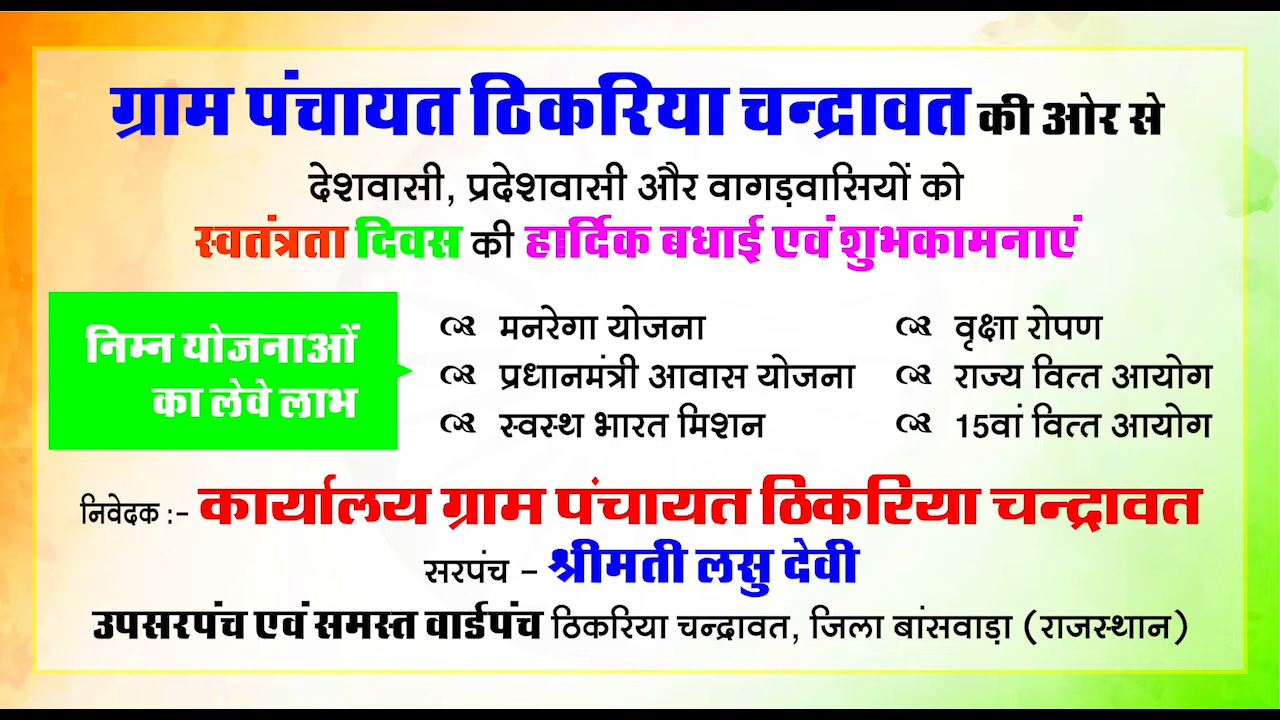 ग्राम पंचायत ठिकरिया चन्द्रावत की ओर से
देशवासी, प्रदेशवासी और वागड़वासियों को
स्वतंत्रता दिवस की हार्दिक बधाई एवं शुभकामनाएं
निम्न योजनाओं
का लेवे लाभ
मनरेगा योजना
प्रधानमंत्री आवास योजना
स्वस्थ भारत मिशन
वृक्षा रोपण
राज्य वित्त आयोग
15वां वित्त आयोग
निवेदक :- कार्यालय ग्राम पंचायत ठिकरिया चन्द्रावत
सरपंच - श्रीमती लसु देवी
उपसरपंच एवं समस्त वार्डपंच ठिकरिया चन्द्रावत, जिला बांसवाड़ा (राजस्थान)